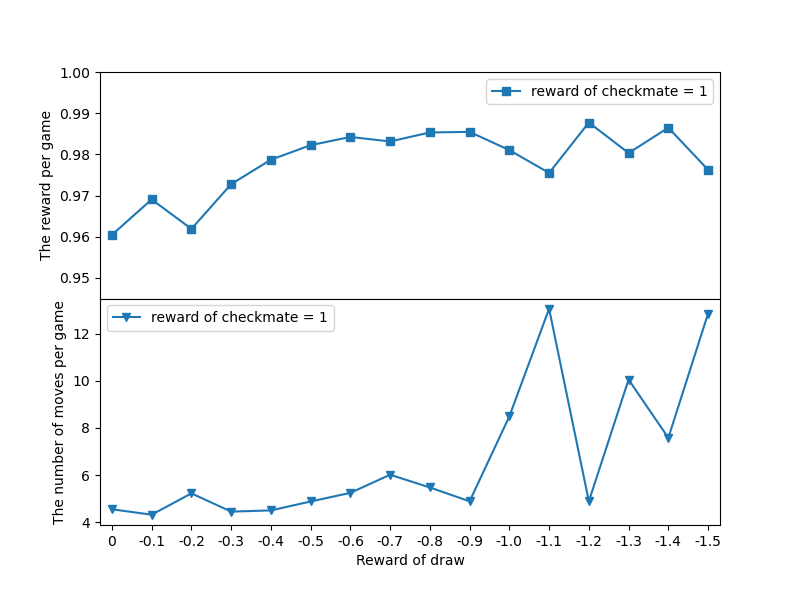 1.00
0.99
0.98
0.97
0.96
0.95
The reward per game
reward of checkmate = 1
12
10
8
6
4
The number of moves per game
reward of checkmate = 1
0 -0.1 -0.2 -0.3 -0.4 -0.5 -0.6 -0.7 -0.8 -0.9 -1.0 -1.1 -1.2 -1.3 -1.4 -1.5
Reward of draw